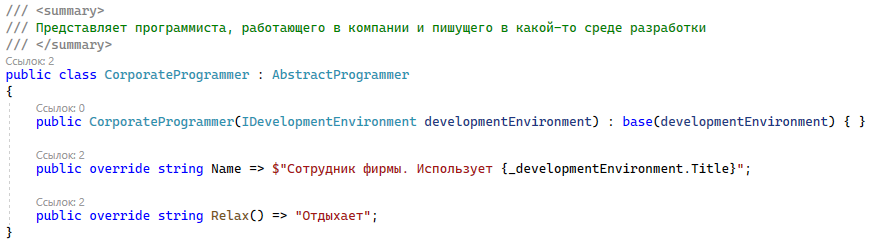 /// <summary>
/// Представляет программиста, работающего в компании и пишущего в какой-то среде разработки
/// </summary>
Ссылок: 2
public class CorporateProgrammer : AbstractProgrammer
{
Ссылок: 0
public CorporateProgrammer(IDevelopmentEnvironment developmentEnvironment) : base(developmentEnvironment) { }
Ссылок: 2
public override string Name => $"Сотрудник фирмы. Использует {_developmentEnvironment.Title}";
Ссылок: 2
public override string Relax() => "Отдыхает";
}